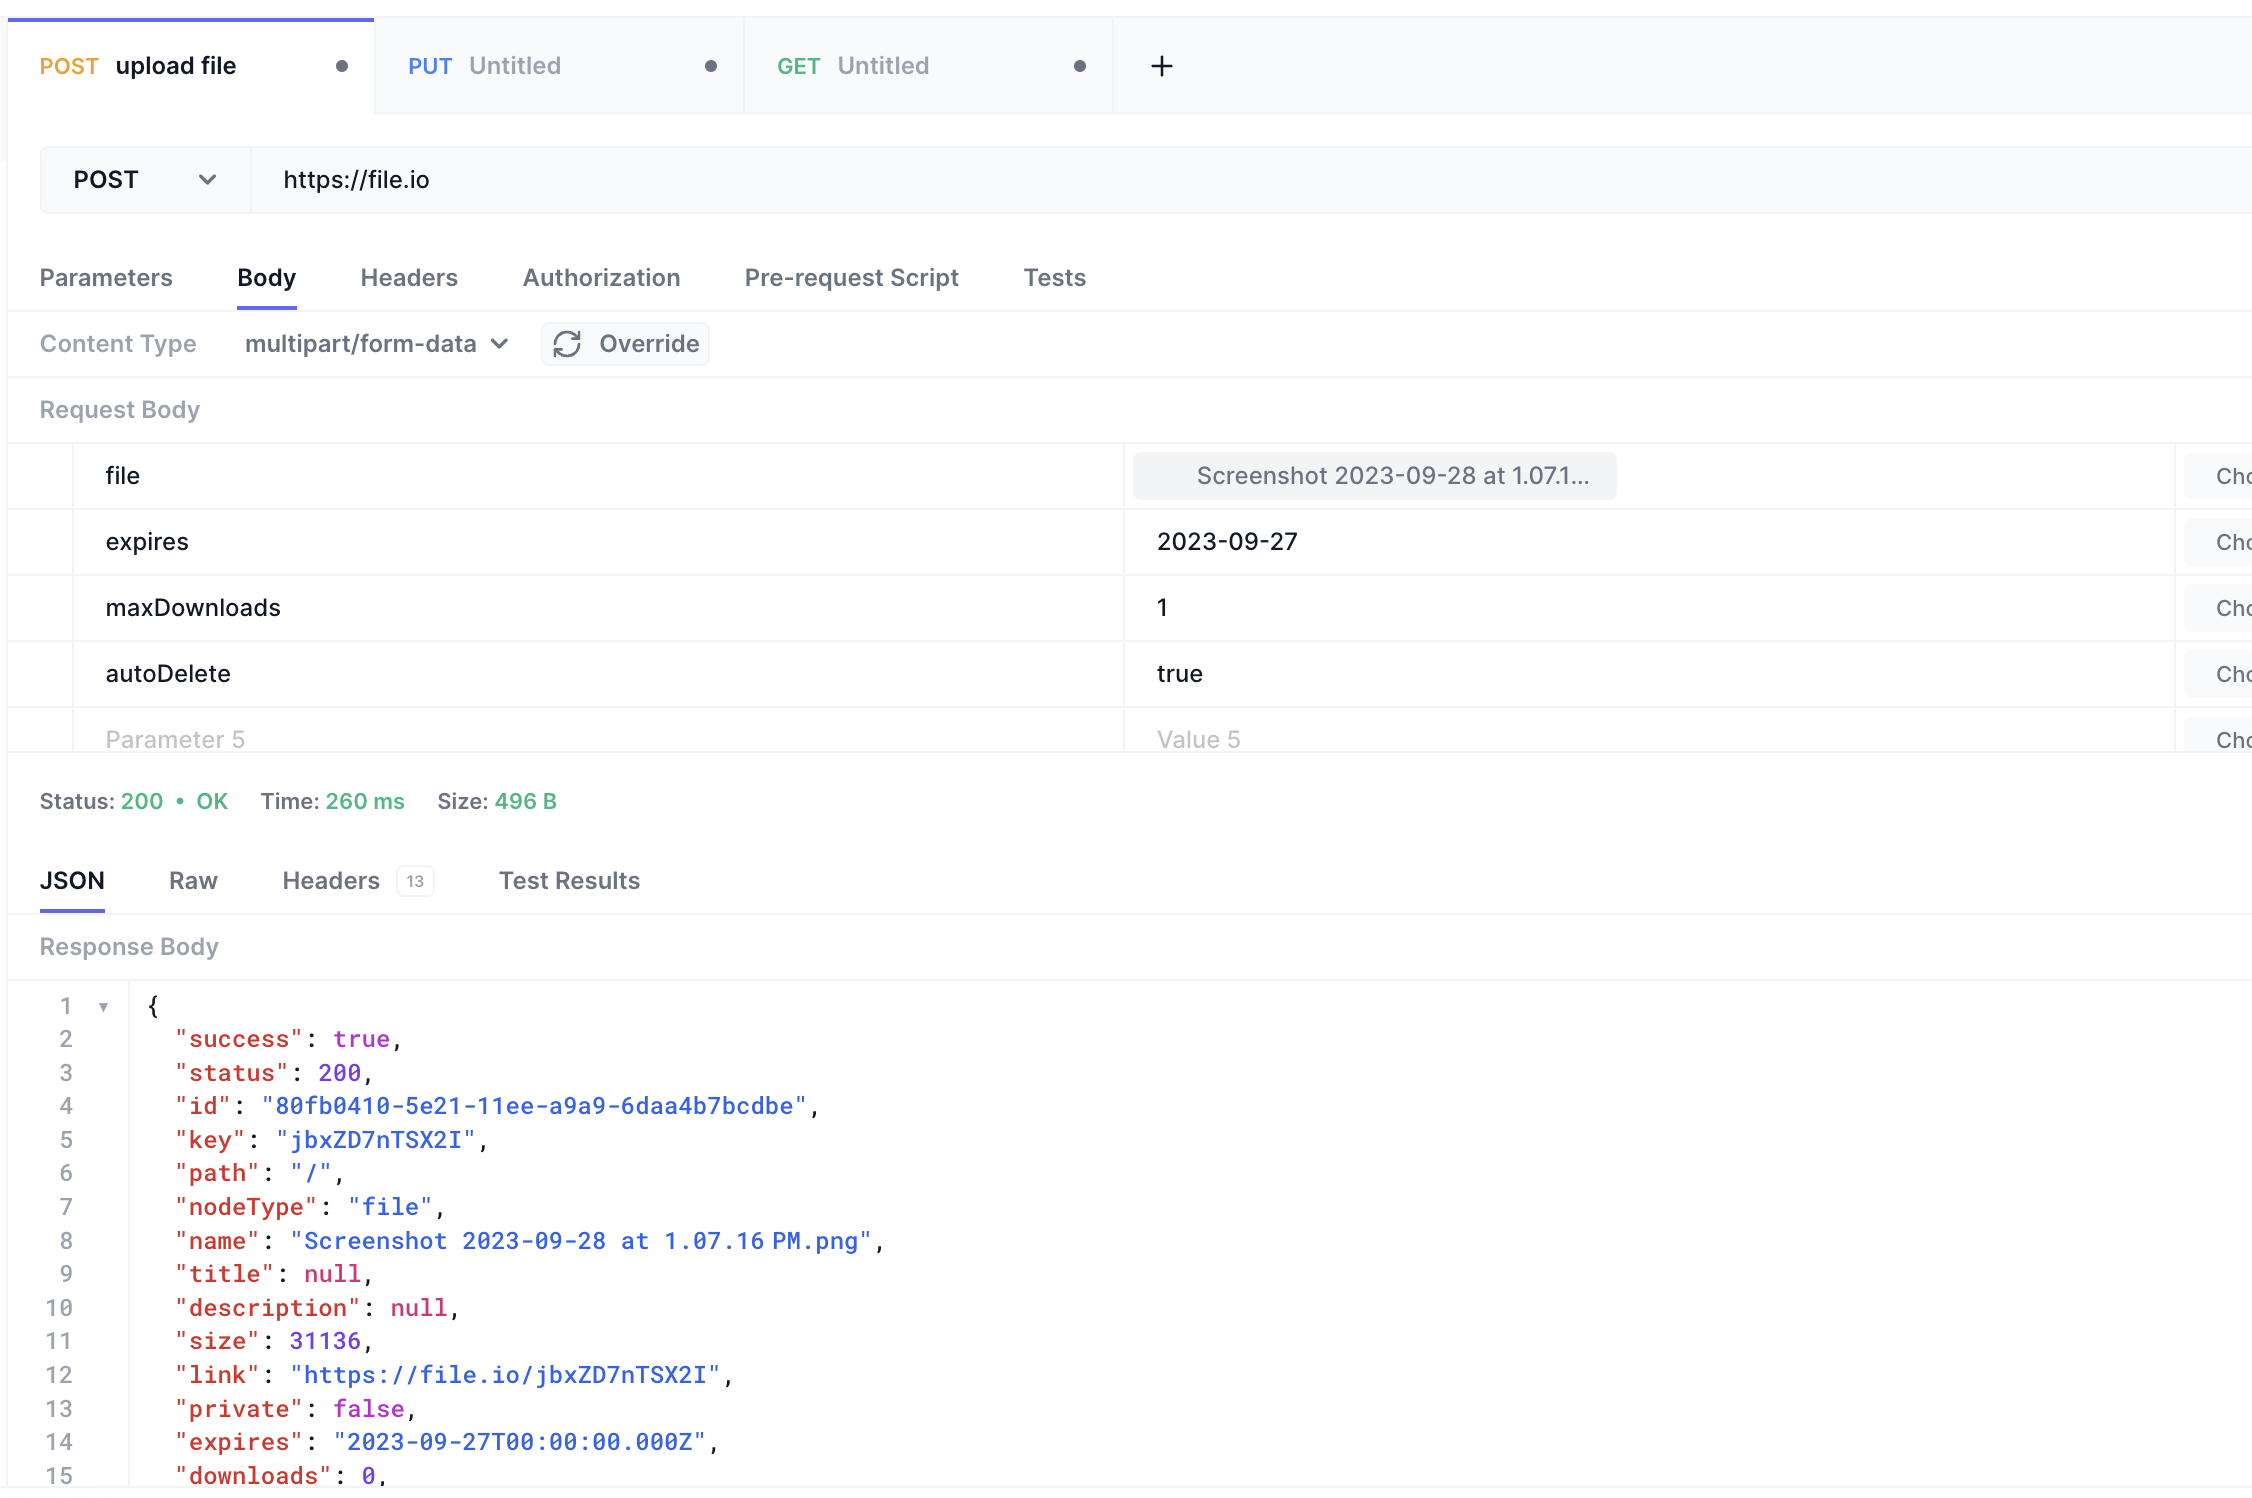 POST upload file PUT Untitled GET Untitled +
POST https://file.io
Parameters Body Headers Authorization Pre-request Script Tests
Content Type multipart/form-data Override
Request Body
file Screenshot 2023-09-28 at 1.07.1... Cho
expires 2023-09-27 Cho
maxDownloads 1 Cho
autoDelete true Cho
Parameter 5 Value 5 Cho
Status: 200 • OK Time: 260 ms Size: 496 B
JSON Raw Headers 13 Test Results
Response Body
1 {
2 "success": true,
3 "status": 200,
4 "id": "80fb0410-5e21-11ee-a9a9-6daa4b7bcdbe",
5 "key": "jbxZD7nTSX2I",
6 "path": "/",
7 "nodeType": "file",
8 "name": "Screenshot 2023-09-28 at 1.07.16 PM.png",
9 "title": null,
10 "description": null,
11 "size": 31136,
12 "link": "https://file.io/jbxZD7nTSX2I",
13 "private": false,
14 "expires": "2023-09-27T00:00:00.000Z",
15 "downloads": 0,